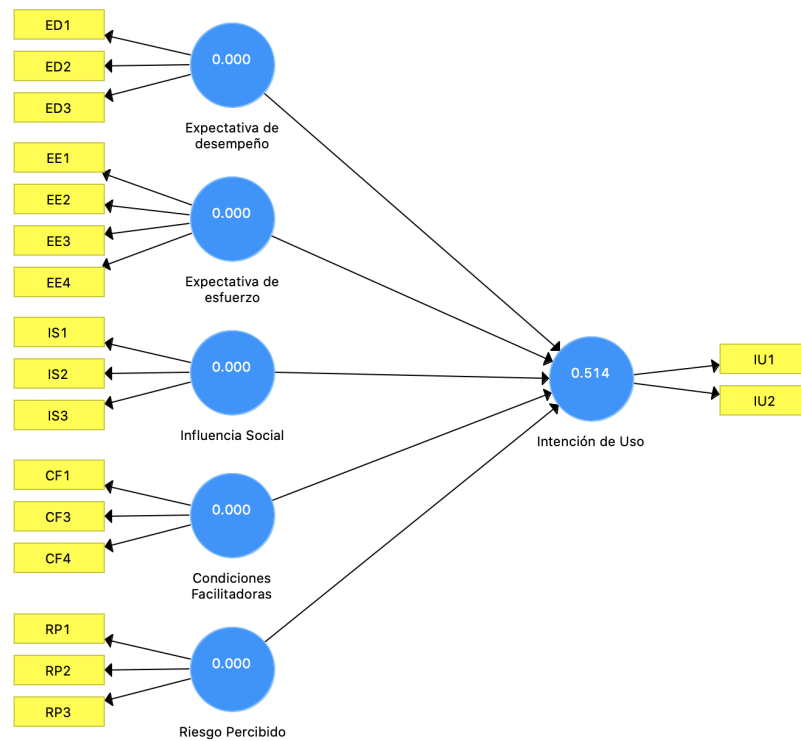 ED1
ED2
ED3
0.000
Expectativa de
desempeño
EE1
EE2
EE3
EE4
0.000
Expectativa de
esfuerzo
IS1
IS2
IS3
0.000
Influencia Social
CF1
CF3
CF4
0.000
Condiciones
Facilitadoras
RP1
RP2
RP3
0.000
Riesgo Percibido
0.514
Intención de Uso
IU1
IU2